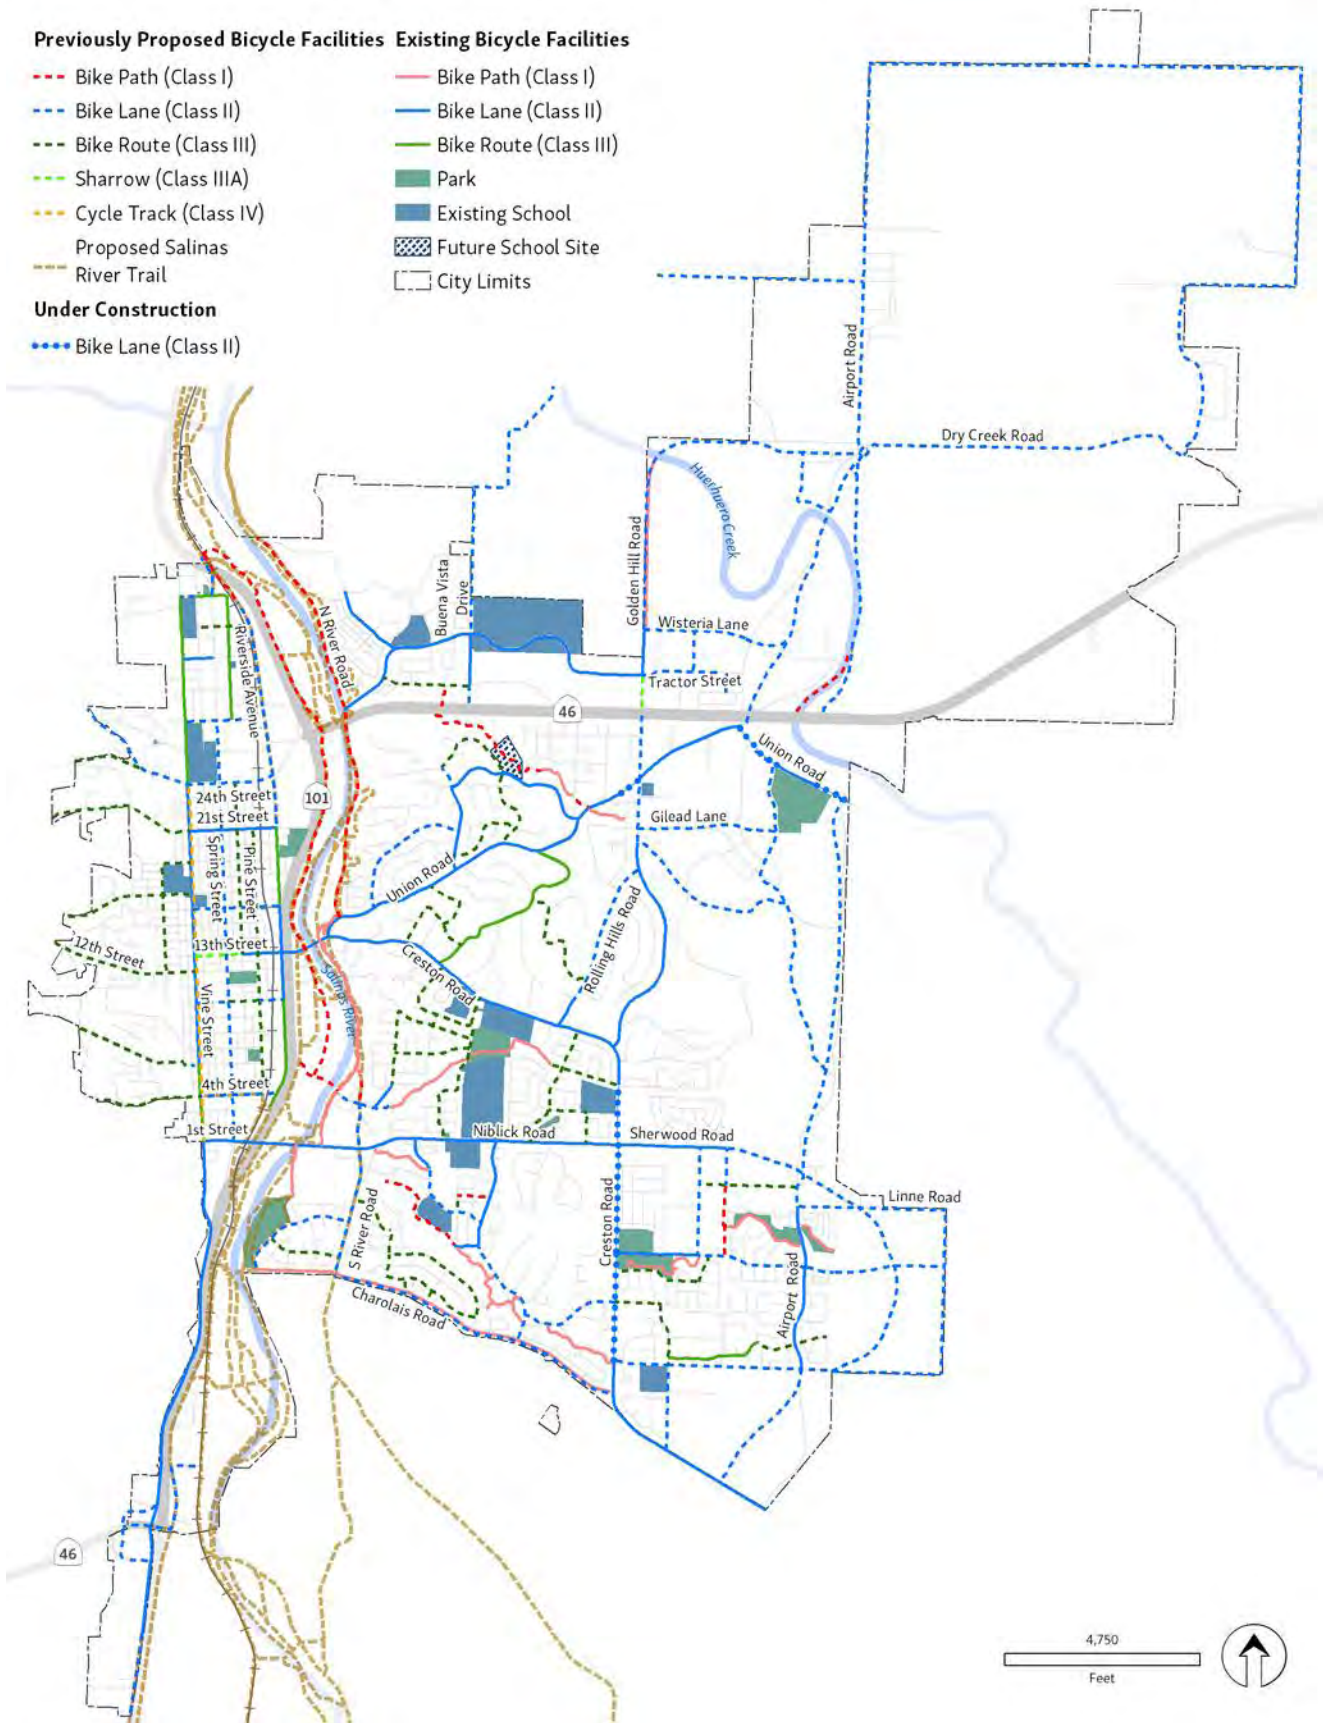 Previously Proposed Bicycle Facilities
Bike Path (Class I)
Bike Lane (Class II)
Bike Route (Class III)
Sharrow (Class IIIA)
Cycle Track (Class IV)
Proposed Salinas
River Trail
Under Construction
Bike Lane (Class II)
Existing Bicycle Facilities
Bike Path (Class I)
Bike Lane (Class II)
Bike Route (Class III)
Park
Existing School
Future School Site
City Limits
Airport Road
Dry Creek Road
Huerhuero Creek
Golden Hill Road
Buena Vista
Drive
N River Road
Wisteria Lane
Riverside Avenue
Tractor Street
46
Union Road
101
24th Street
21st Street
Gilead Lane
Spring Street
Pine Street
Union Road
Rolling Hills Road
13th Street
12th Street
Creston Road
Salinas River
Vine Street
4th Street
1st Street
Niblick Road
Sherwood Road
Linne Road
S River Road
Creston Road
Airport Road
Charolais Road
46
4,750
Feet